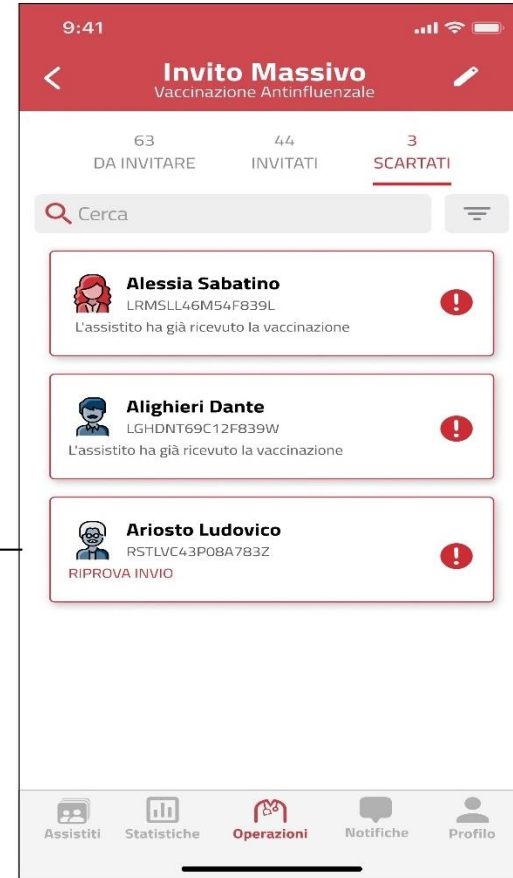 9:41
Invito Massivo
Vaccinazione Antinfluenzale
63 44 3
DA INVITARE INVITATI SCARTATI
Cerca
Alessia Sabatino
LRMSLL46M54F839L
L'assistito ha già ricevuto la vaccinazione
Alighieri Dante
LGHDNT69C12F839W
L'assistito ha già ricevuto la vaccinazione
Ariosto Ludovico
RSTLVC43P08A783Z
RIPROVA INVIO
Assistiti Statistiche Operazioni Notifiche Profilo